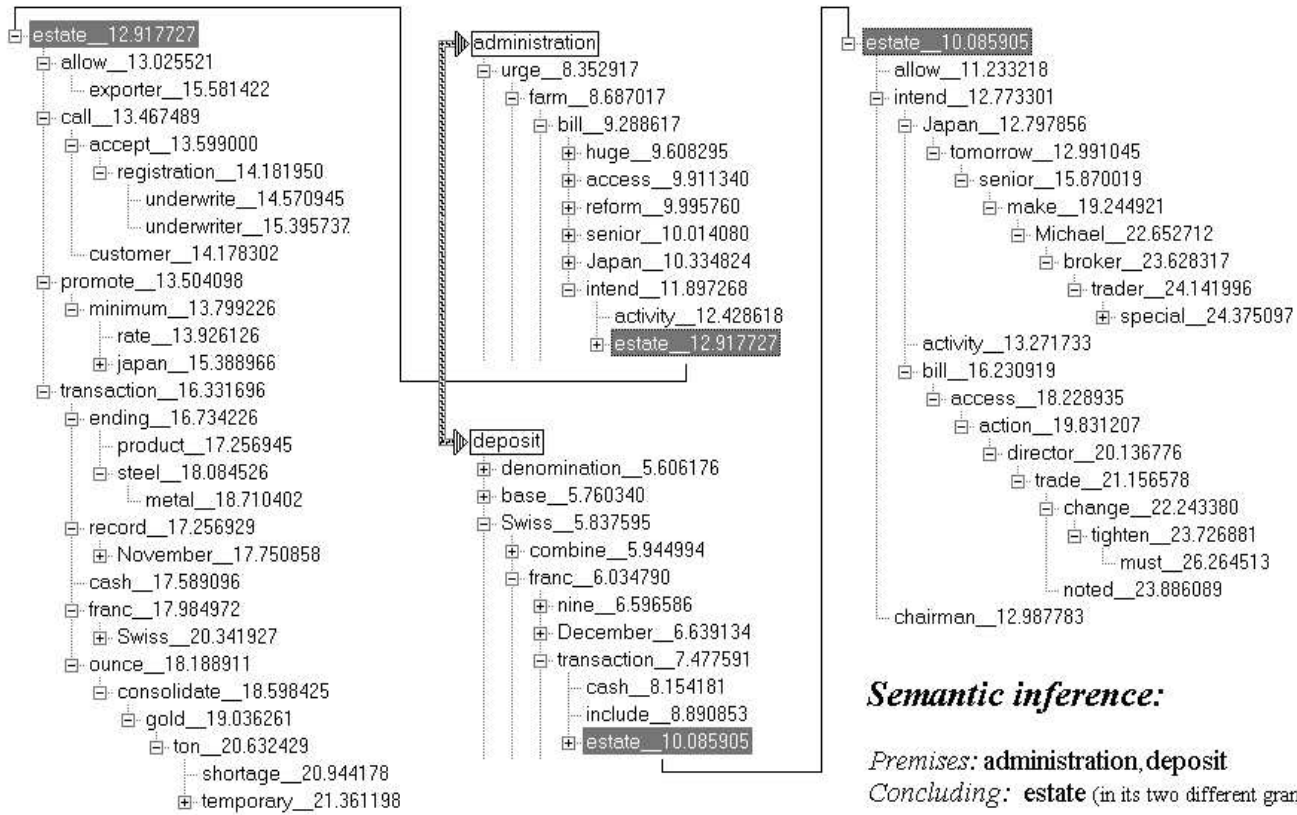 estate__12.917727
allow__13.025521
exporter__15.581422
call__13.467489
accept__13.599000
registration__14.181950
underwrite__14.570945
underwriter__15.395737
customer__14.178302
promote__13.504098
minimum__13.799226
rate__13.926126
japan__15.388966
transaction__16.331696
ending__16.734226
product__17.256945
steel__18.084526
metal__18.710402
record__17.256929
November__17.750858
cash__17.589096
franc__17.984972
Swiss__20.341927
ounce__18.188911
consolidate__18.598425
gold__19.036261
ton__20.632429
shortage__20.944178
temporary__21.361198
administration
urge__8.352917
farm__8.687017
bill__9.288617
huge__9.608295
access__9.911340
reform__9.995760
senior__10.014080
Japan__10.334824
intend__11.897268
activity__12.428618
estate__12.917727
deposit
denomination__5.606176
base__5.760340
Swiss__5.837595
combine__5.944994
franc__6.034790
nine__6.596586
December__6.639134
transaction__7.477591
cash__8.154181
include__8.890853
estate__10.085905
estate__10.085905
allow__11.233218
intend__12.773301
Japan__12.797856
tomorrow__12.991045
senior__15.870019
make__19.244921
Michael__22.652712
broker__23.628317
trader__24.141996
special__24.375097
activity__13.271733
bill__16.230919
access__18.228935
action__19.831207
director__20.136776
trade__21.156578
change__22.243380
tighten__23.726881
must__26.264513
noted__23.886089
chairman__12.987783
Semantic inference:
Premises: administration, deposit
Concluding: estate (in its two different gran